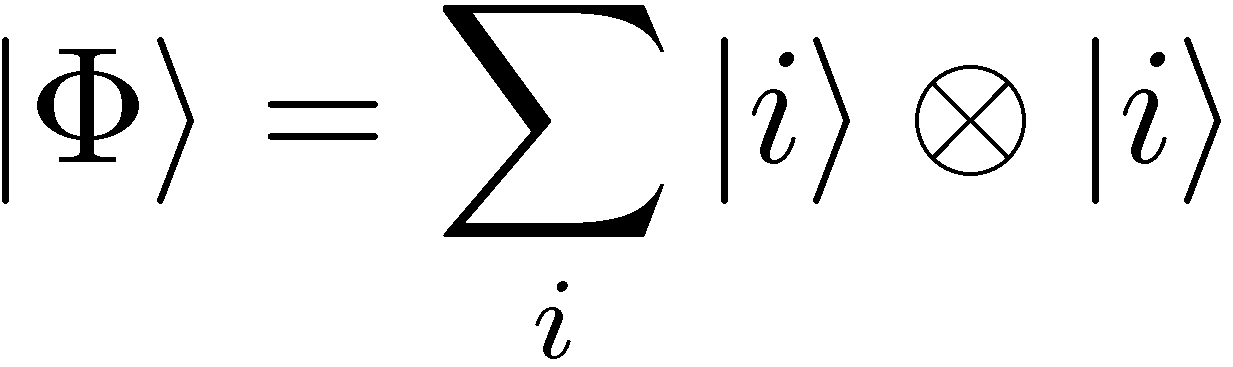 |Φ⟩ = ∑ |i⟩ ⊗ |i⟩
i